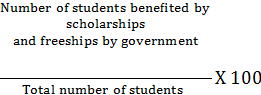 Number of students benefited by
scholarships
and freeships by government
X 100
Total number of students